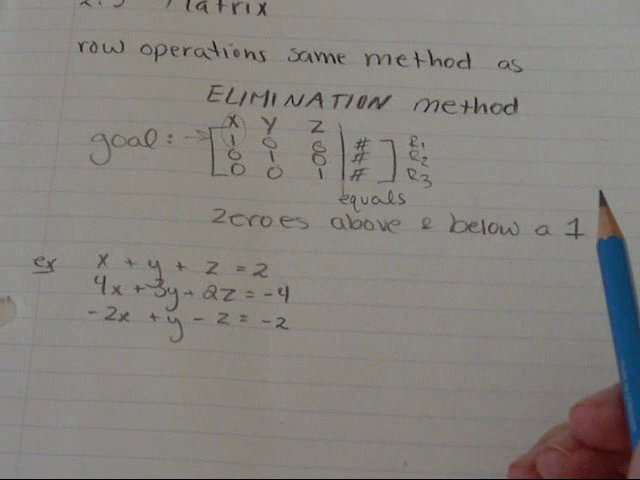 Matrix
row operations same method as
ELIMINATION method
X Y Z
goal: → [ 1 0 0 | # ] R1
0 1 0 | # R2
0 0 1 | # R3
equals
Zeroes above & below a 1
ex x + y + z = 2
4x + 3y + 2z = -4
-2x + y - z = -2